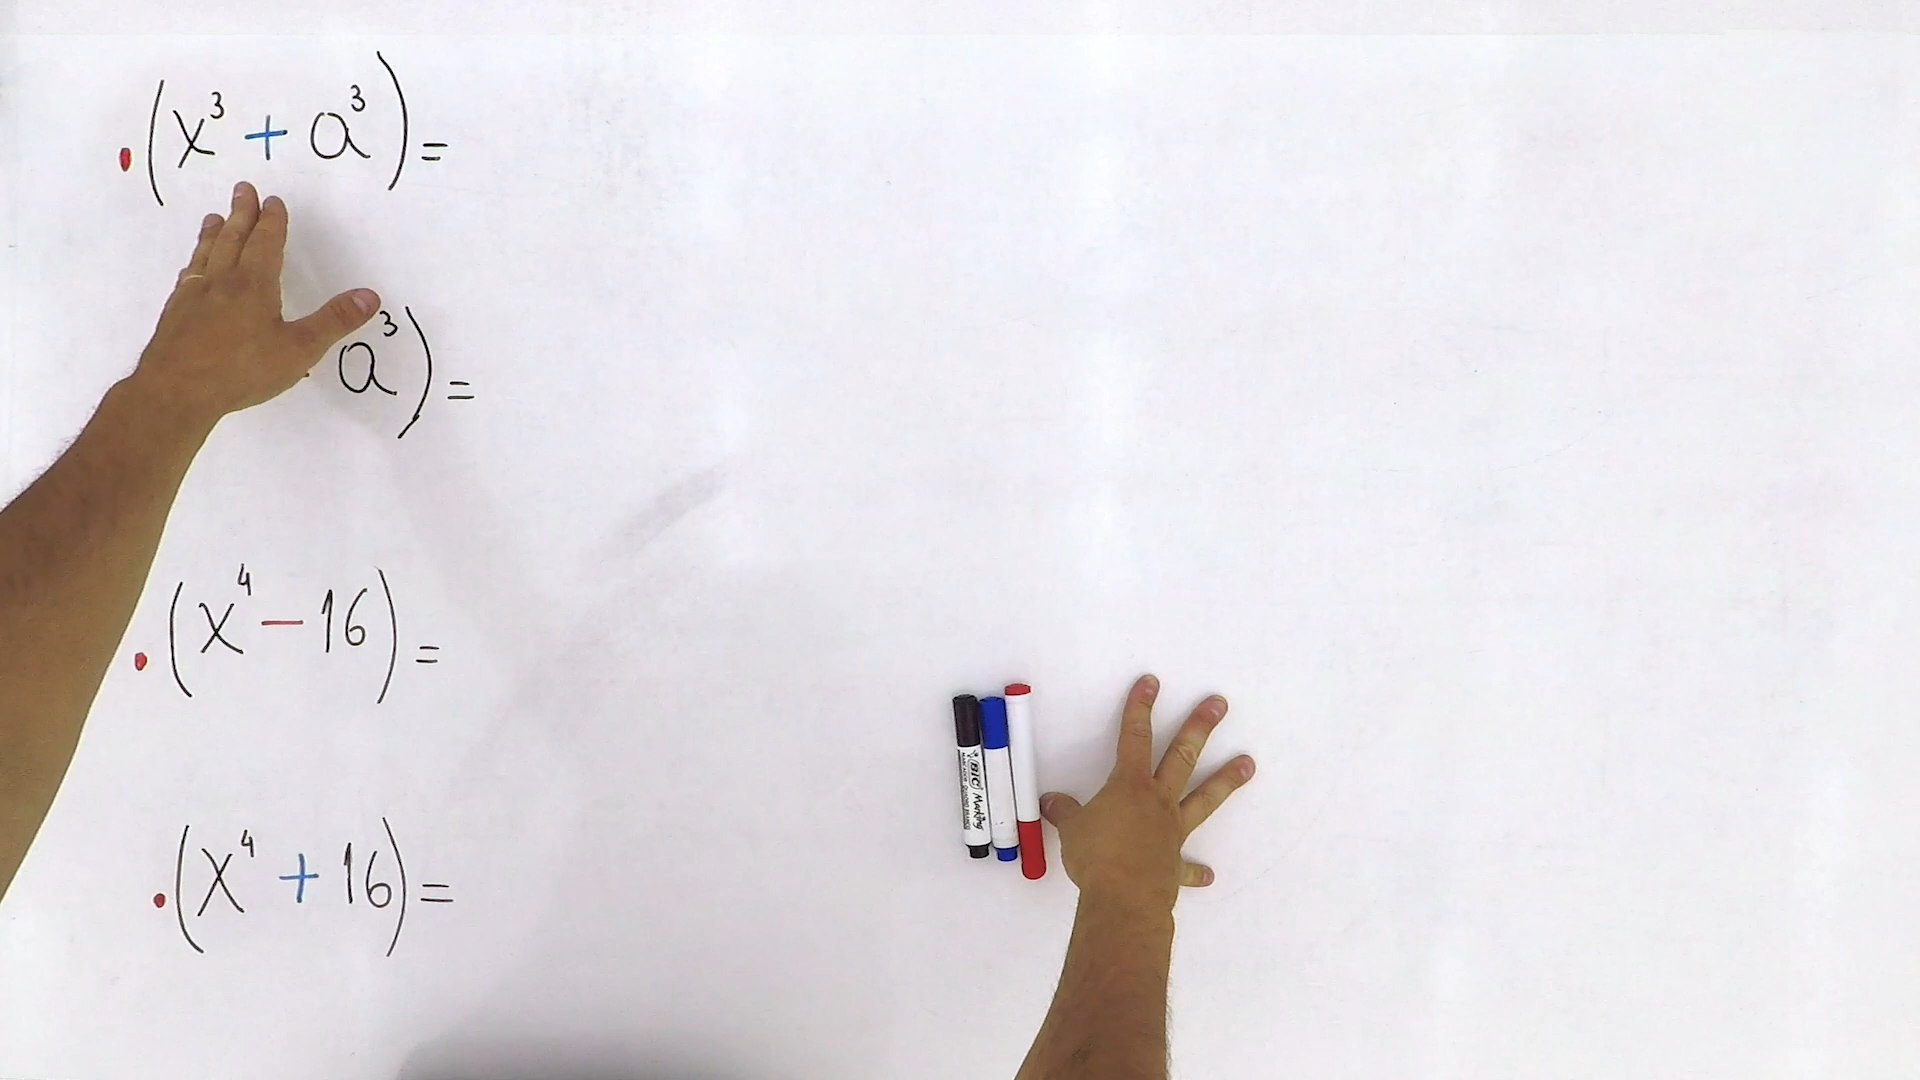 • (x³ + a³) =
a³) =
• (x⁴ − 16) =
• (x⁴ + 16) =
BIC Marking